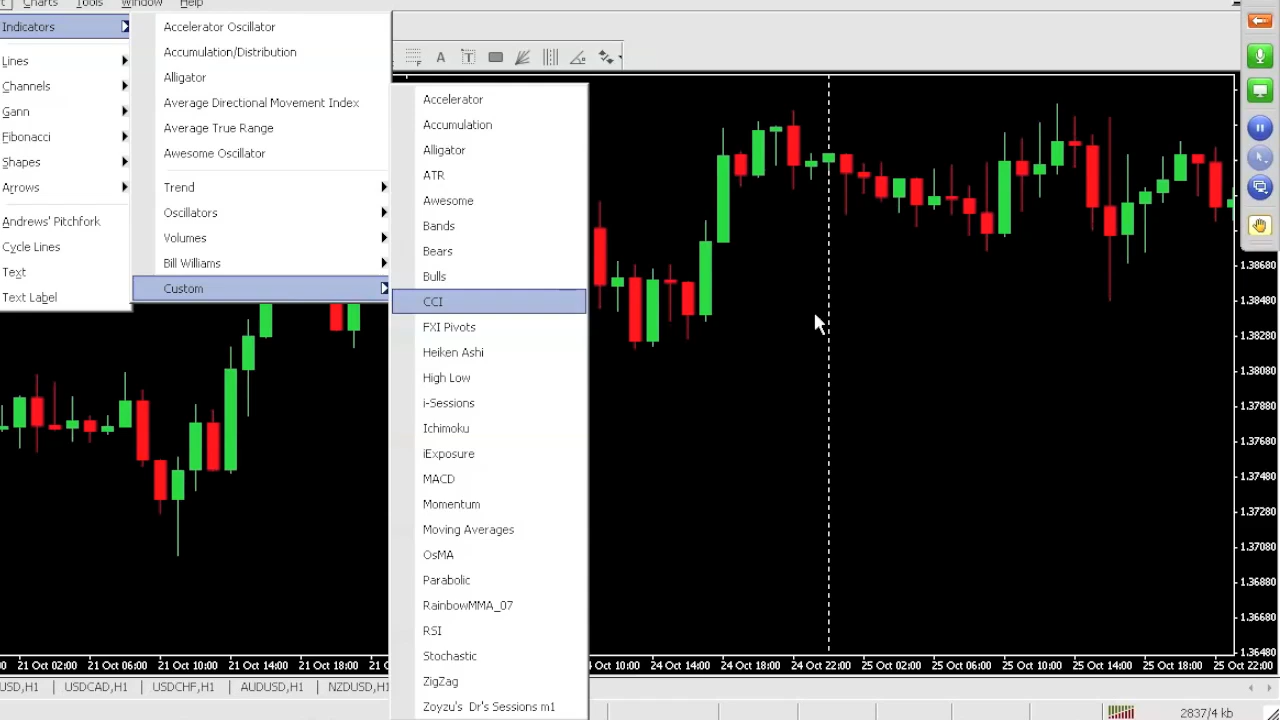 Charts Tools Window Help
Indicators
Lines
Channels
Gann
Fibonacci
Shapes
Arrows
Andrews' Pitchfork
Cycle Lines
Text
Text Label
Accelerator Oscillator
Accumulation/Distribution
Alligator
Average Directional Movement Index
Average True Range
Awesome Oscillator
Trend
Oscillators
Volumes
Bill Williams
Custom
A T
Accelerator
Accumulation
Alligator
ATR
Awesome
Bands
Bears
Bulls
CCI
FXI Pivots
Heiken Ashi
High Low
i-Sessions
Ichimoku
iExposure
MACD
Momentum
Moving Averages
OsMA
Parabolic
RainbowMMA_07
RSI
Stochastic
ZigZag
Zoyzu's Dr's Sessions m1
1.38680
1.38480
1.38280
1.38080
1.37880
1.37680
1.37480
1.37280
1.37080
1.36880
1.36680
1.36480
21 Oct 02:00 21 Oct 06:00 21 Oct 10:00 21 Oct 14:00 21 Oct 18:00 10:00 24 Oct 14:00 24 Oct 18:00 24 Oct 22:00 25 Oct 02:00 25 Oct 06:00 25 Oct 10:00 25 Oct 14:00 25 Oct 18:00 25 Oct 22:00
USD,H1 USDCAD,H1 USDCHF,H1 AUDUSD,H1 NZDUSD,H1
2837/4 kb